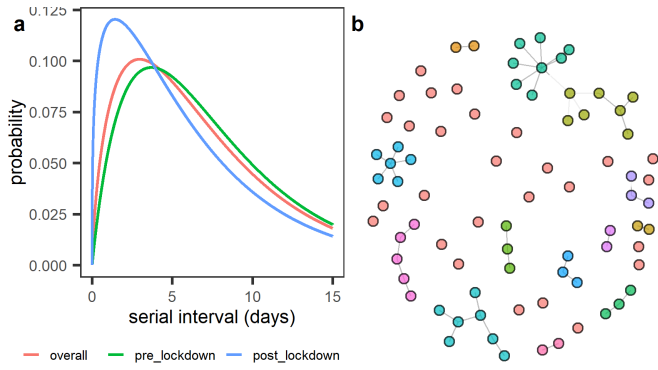 a
b
0.125
0.100
0.075
0.050
0.025
0.000
probability
0 5 10 15
serial interval (days)
overall pre_lockdown post_lockdown